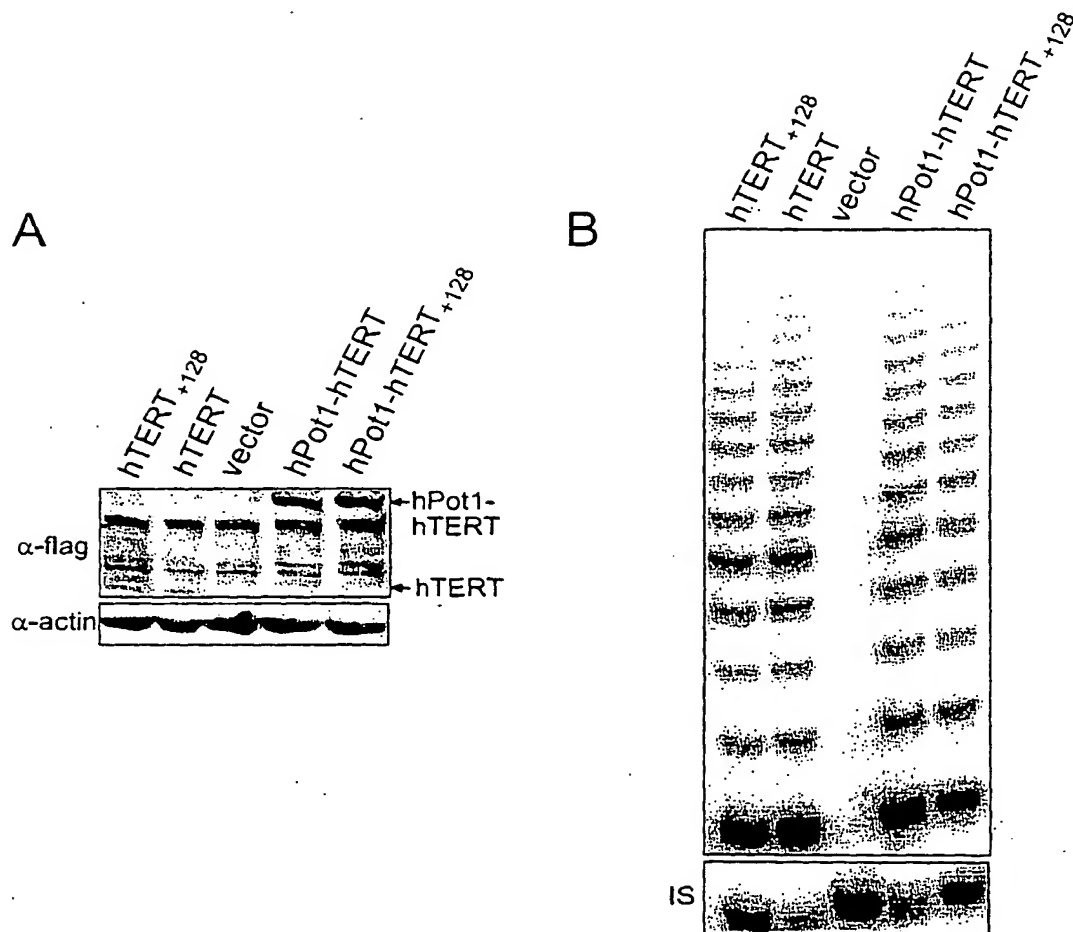 A
hTERT+128
hTERT
vector
hPot1-hTERT
hPot1-hTERT+128
α-flag
hPot1-
hTERT
hTERT
α-actin
B
hTERT+128
hTERT
vector
hPot1-hTERT
hPot1-hTERT+128
IS